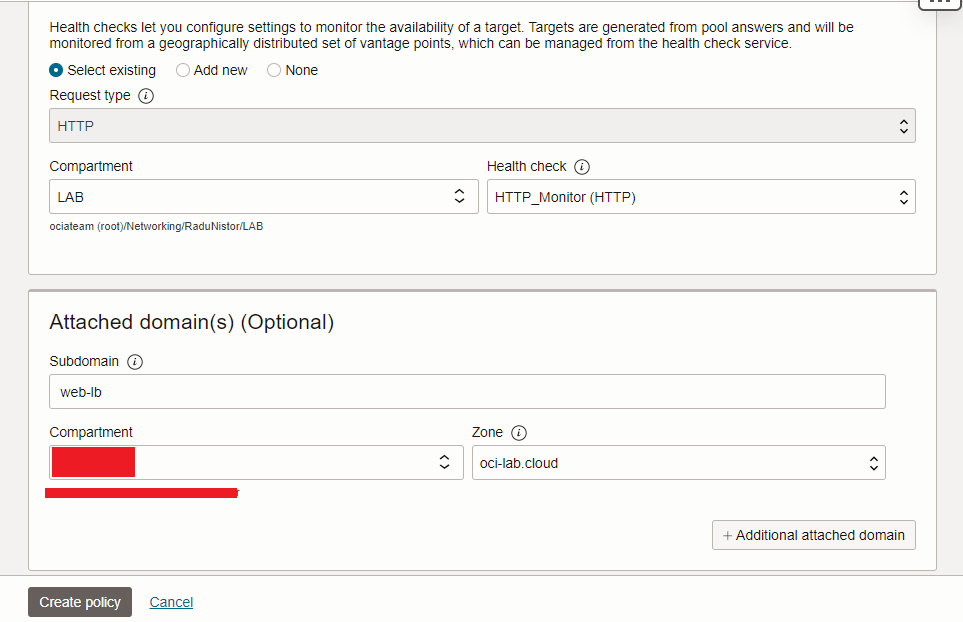 Health checks let you configure settings to monitor the availability of a target. Targets are generated from pool answers and will be
monitored from a geographically distributed set of vantage points, which can be managed from the health check service.
Select existing Add new None
Request type i
HTTP
Compartment Health check i
LAB HTTP_Monitor (HTTP)
ociateam (root)/Networking/RaduNistor/LAB
Attached domain(s) (Optional)
Subdomain i
web-lb
Compartment Zone i
oci-lab.cloud
+ Additional attached domain
Create policy Cancel